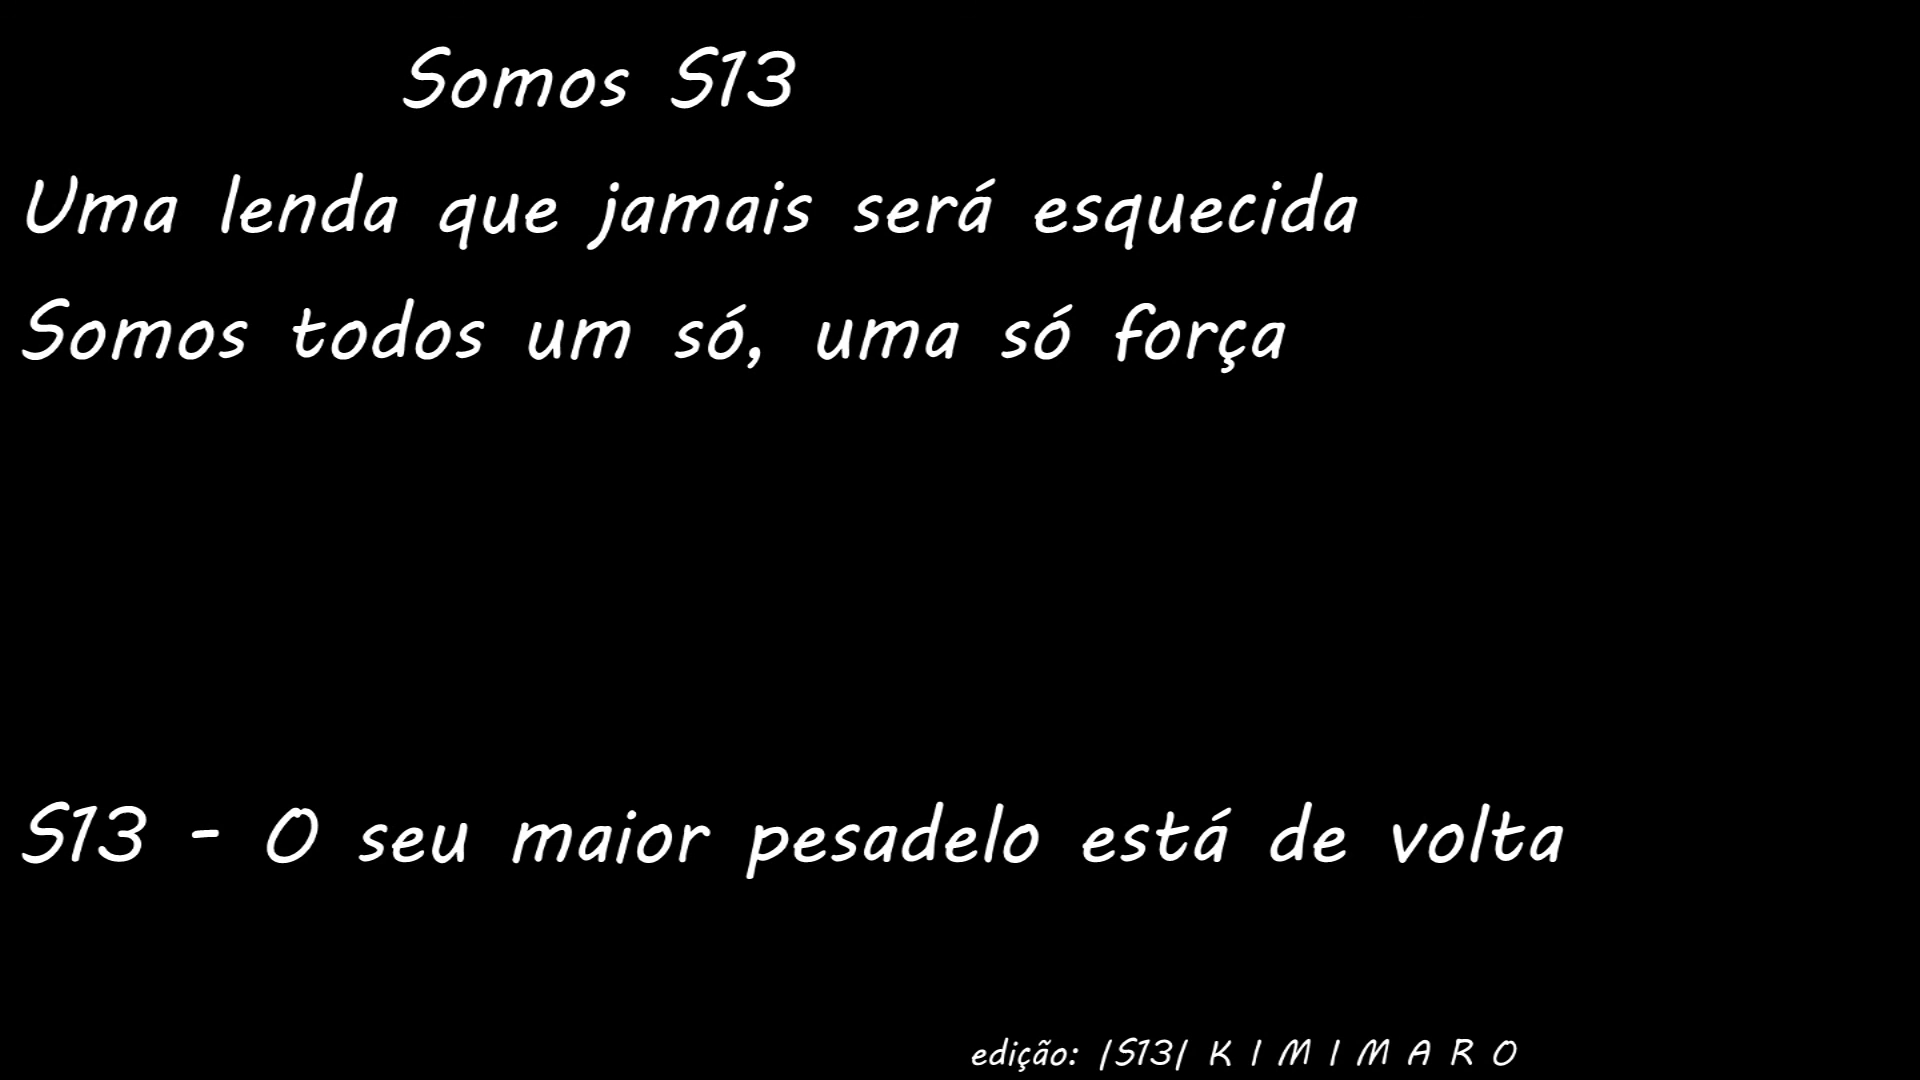 Somos S13
Uma lenda que jamais será esquecida
Somos todos um só, uma só força
S13 - O seu maior pesadelo está de volta
edição: |S13| K I M I M A R O